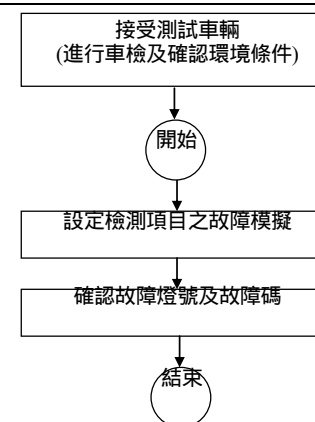 接受測試車輛
(進行車檢及確認環境條件)
開始
設定檢測項目之故障模擬
確認故障燈號及故障碼
結束